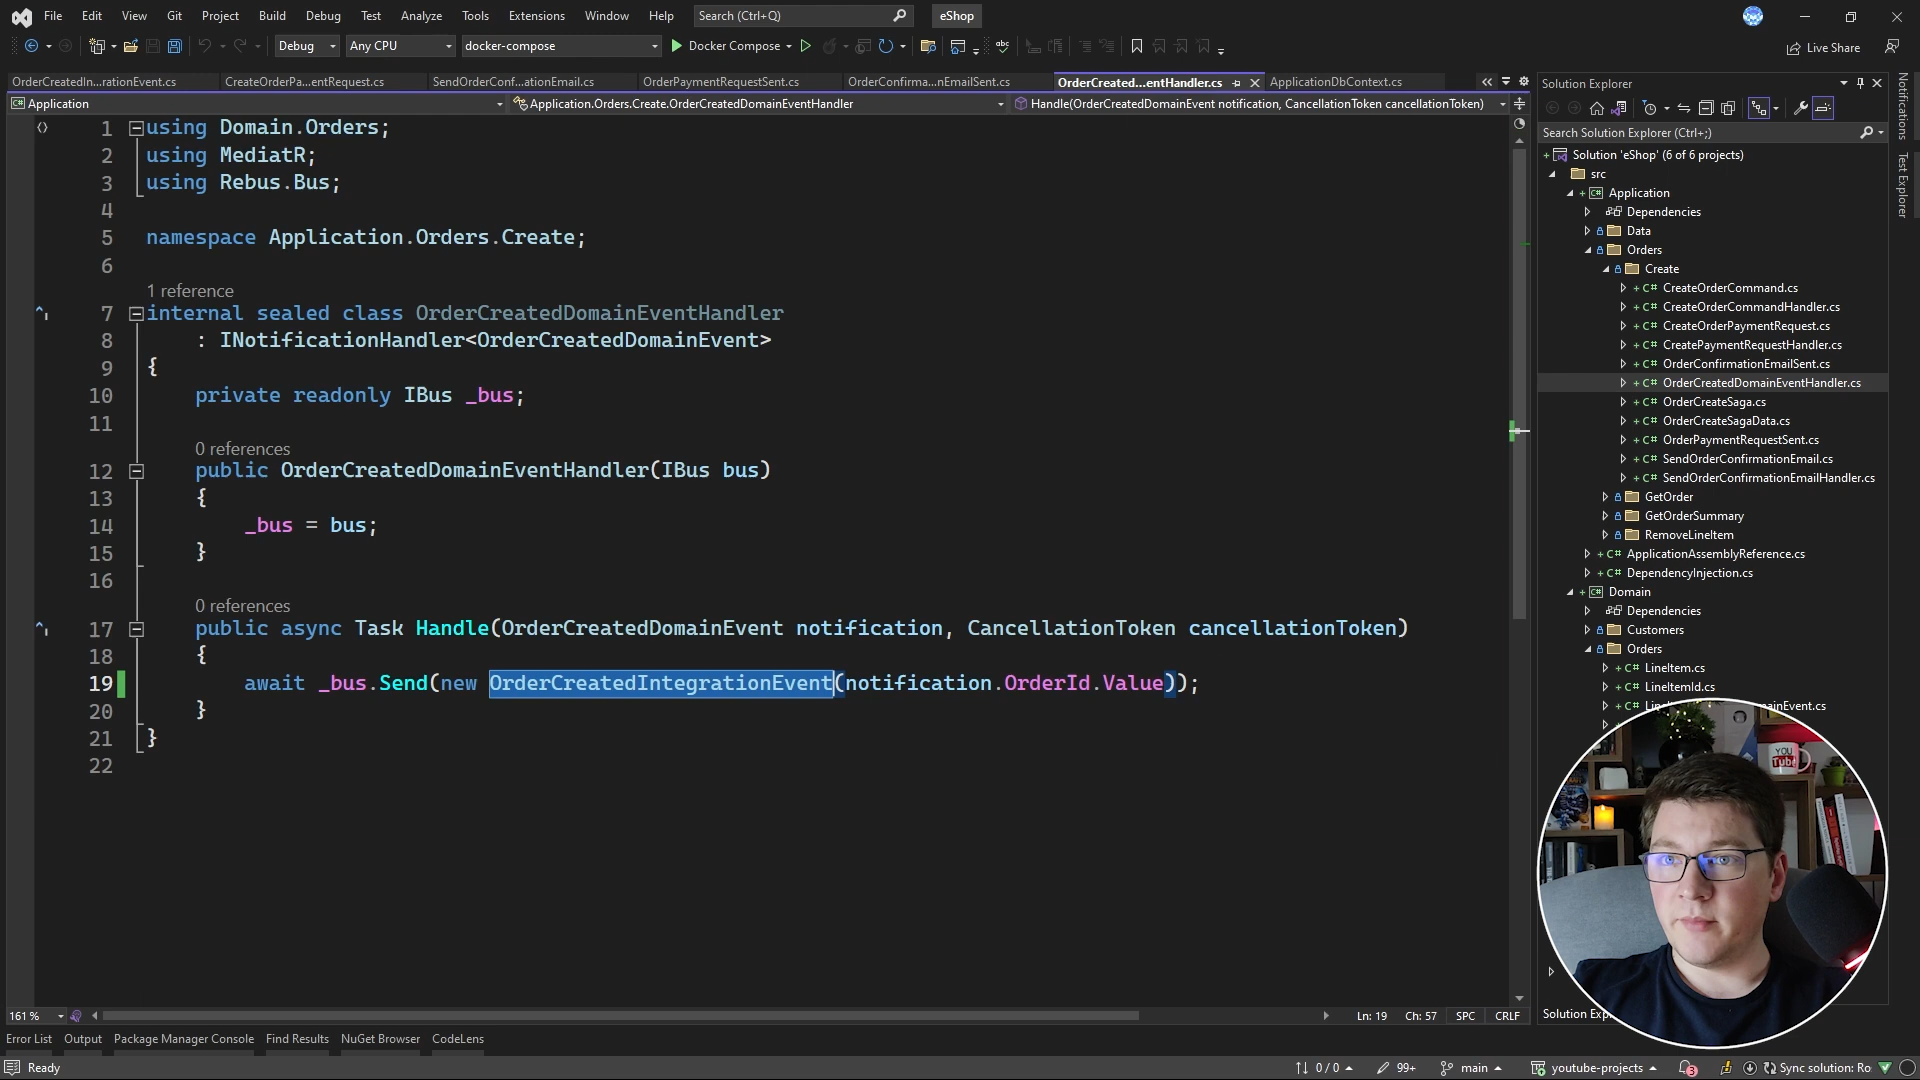 File Edit View Git Project Build Debug Test Analyze Tools Extensions Window Help Search (Ctrl+Q) eShop
Debug Any CPU docker-compose Docker Compose Live Share
OrderCreatedIn...rationEvent.cs CreateOrderPa...entRequest.cs SendOrderConf...ationEmail.cs OrderPaymentRequestSent.cs OrderConfirma...nEmailSent.cs OrderCreated...entHandler.cs ApplicationDbContext.cs
Application Application.Orders.Create.OrderCreatedDomainEventHandler Handle(OrderCreatedDomainEvent notification, CancellationToken cancellationToken)
1 using Domain.Orders;
2 using MediatR;
3 using Rebus.Bus;
4
5 namespace Application.Orders.Create;
6
1 reference
7 internal sealed class OrderCreatedDomainEventHandler
8 : INotificationHandler<OrderCreatedDomainEvent>
9 {
10 private readonly IBus _bus;
11
0 references
12 public OrderCreatedDomainEventHandler(IBus bus)
13 {
14 _bus = bus;
15 }
16
0 references
17 public async Task Handle(OrderCreatedDomainEvent notification, CancellationToken cancellationToken)
18 {
19 await _bus.Send(new OrderCreatedIntegrationEvent(notification.OrderId.Value));
20 }
21 }
22
161 % Ln: 19 Ch: 57 SPC CRLF
Error List Output Package Manager Console Find Results NuGet Browser CodeLens
Ready 0 / 0 99+ main youtube-projects 3 Sync solution: Ro
Solution Explorer
Search Solution Explorer (Ctrl+;)
Solution 'eShop' (6 of 6 projects)
src
Application
Dependencies
Data
Orders
Create
CreateOrderCommand.cs
CreateOrderCommandHandler.cs
CreateOrderPaymentRequest.cs
CreatePaymentRequestHandler.cs
OrderConfirmationEmailSent.cs
OrderCreatedDomainEventHandler.cs
OrderCreateSaga.cs
OrderCreateSagaData.cs
OrderPaymentRequestSent.cs
SendOrderConfirmationEmail.cs
SendOrderConfirmationEmailHandler.cs
GetOrder
GetOrderSummary
RemoveLineItem
ApplicationAssemblyReference.cs
DependencyInjection.cs
Domain
Dependencies
Customers
Orders
LineItem.cs
LineItemId.cs
ainEvent.cs
YOU
Tube
Solution Exp
Notifications
Test Explorer